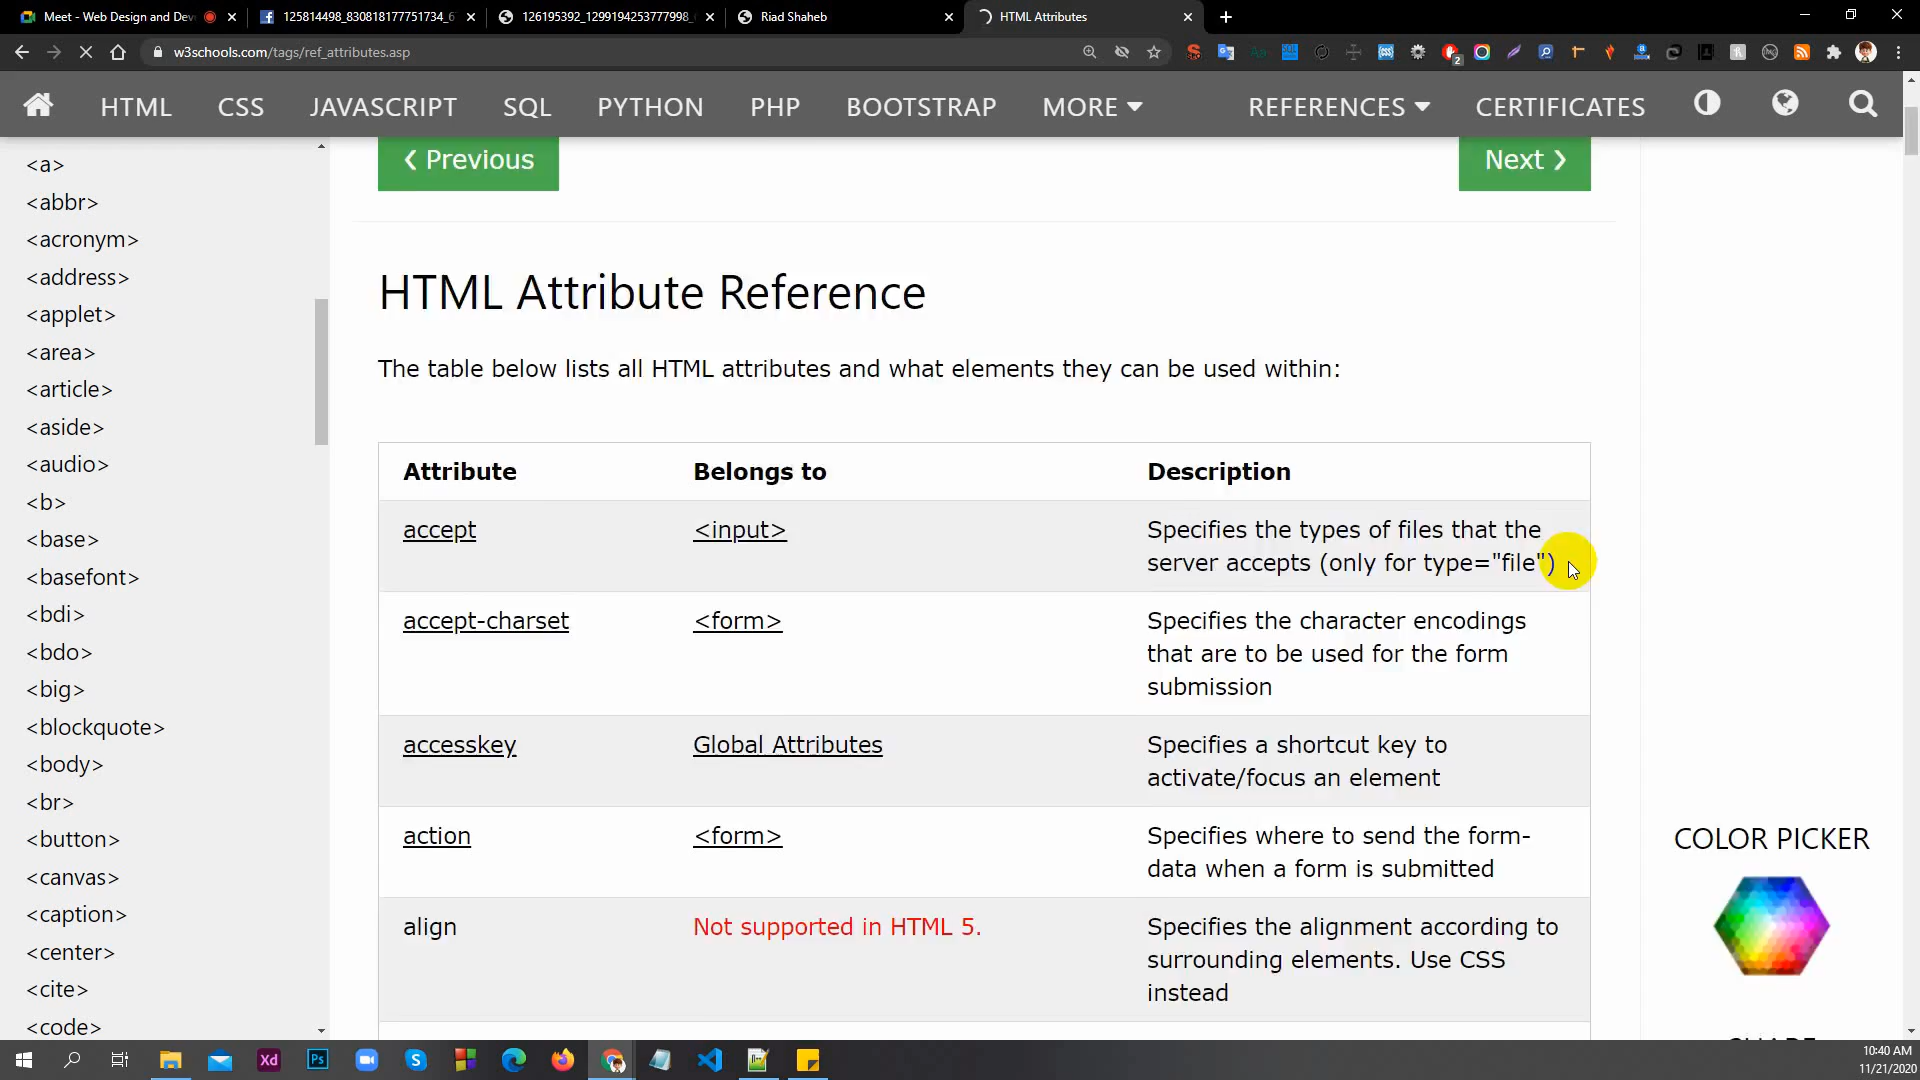 Meet - Web Design and Dev
125814498_830818177751734_6
126195392_1299194253777998_
Riad Shaheb
HTML Attributes
w3schools.com/tags/ref_attributes.asp
HTML
CSS
JAVASCRIPT
SQL
PYTHON
PHP
BOOTSTRAP
MORE
REFERENCES
CERTIFICATES
<a>
<abbr>
<acronym>
<address>
<applet>
<area>
<article>
<aside>
<audio>
<b>
<base>
<basefont>
<bdi>
<bdo>
<big>
<blockquote>
<body>
<br>
<button>
<canvas>
<caption>
<center>
<cite>
<code>
❮ Previous
Next ❯
HTML Attribute Reference
The table below lists all HTML attributes and what elements they can be used within:
Attribute Belongs to Description
accept <input> Specifies the types of files that the
server accepts (only for type="file")
accept-charset <form> Specifies the character encodings
that are to be used for the form
submission
accesskey Global Attributes Specifies a shortcut key to
activate/focus an element
action <form> Specifies where to send the form-
data when a form is submitted
align Not supported in HTML 5. Specifies the alignment according to
surrounding elements. Use CSS
instead
COLOR PICKER
SHARE
Xd
Ps
10:40 AM
11/21/2020